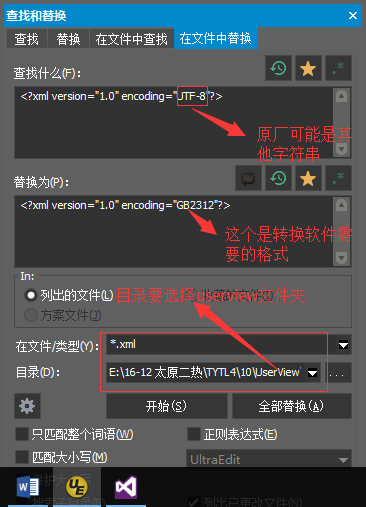 查找和替换
查找 替换 在文件中查找 在文件中替换
查找什么(F):
<?xml version="1.0" encoding="UTF-8"?>
原厂可能是其
他字符串
替换为(P):
<?xml version="1.0" encoding="GB2312"?>
这个是转换软件需
要的格式
In:
列出的文件(L)
目录要选择userview文件夹
方案文件(J)
在文件/类型(Y): *.xml
目录(D): E:\16-12 太原二热\TYTL4\10\UserView\ ...
开始(S) 全部替换(A)
只匹配整个词语(W) 正则表达式(E)
匹配大小写(M) UltraEdit
列出已更改文件(N)